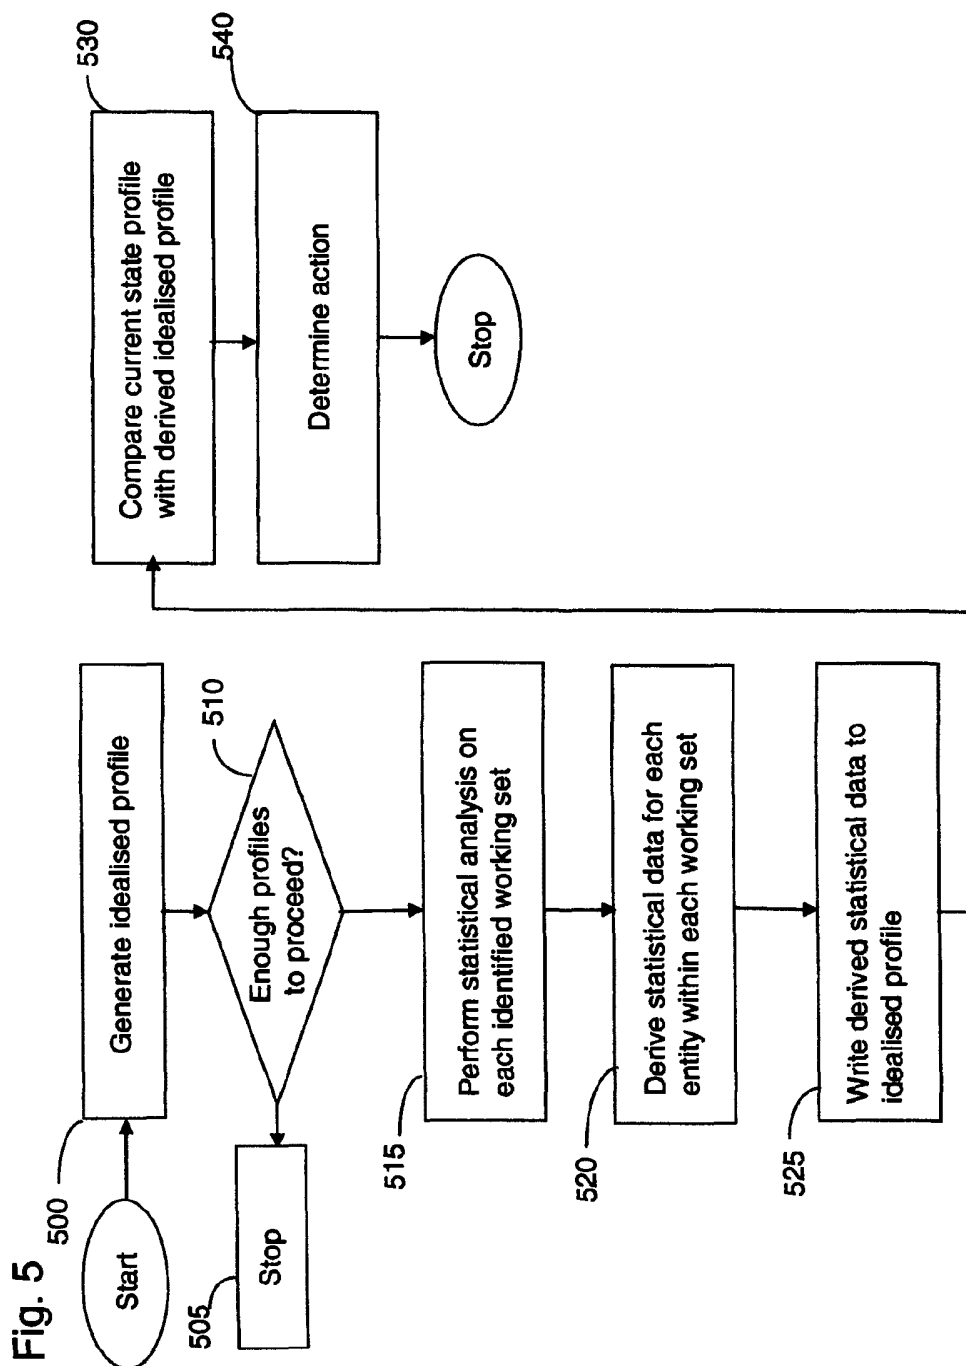 Fig. 5
Start
500
Generate idealised profile
510
Enough profiles
to proceed?
505
Stop
515
Perform statistical analysis on
each identified working set
520
Derive statistical data for each
entity within each working set
525
Write derived statistical data to
idealised profile
530
Compare current state profile
with derived idealised profile
540
Determine action
Stop